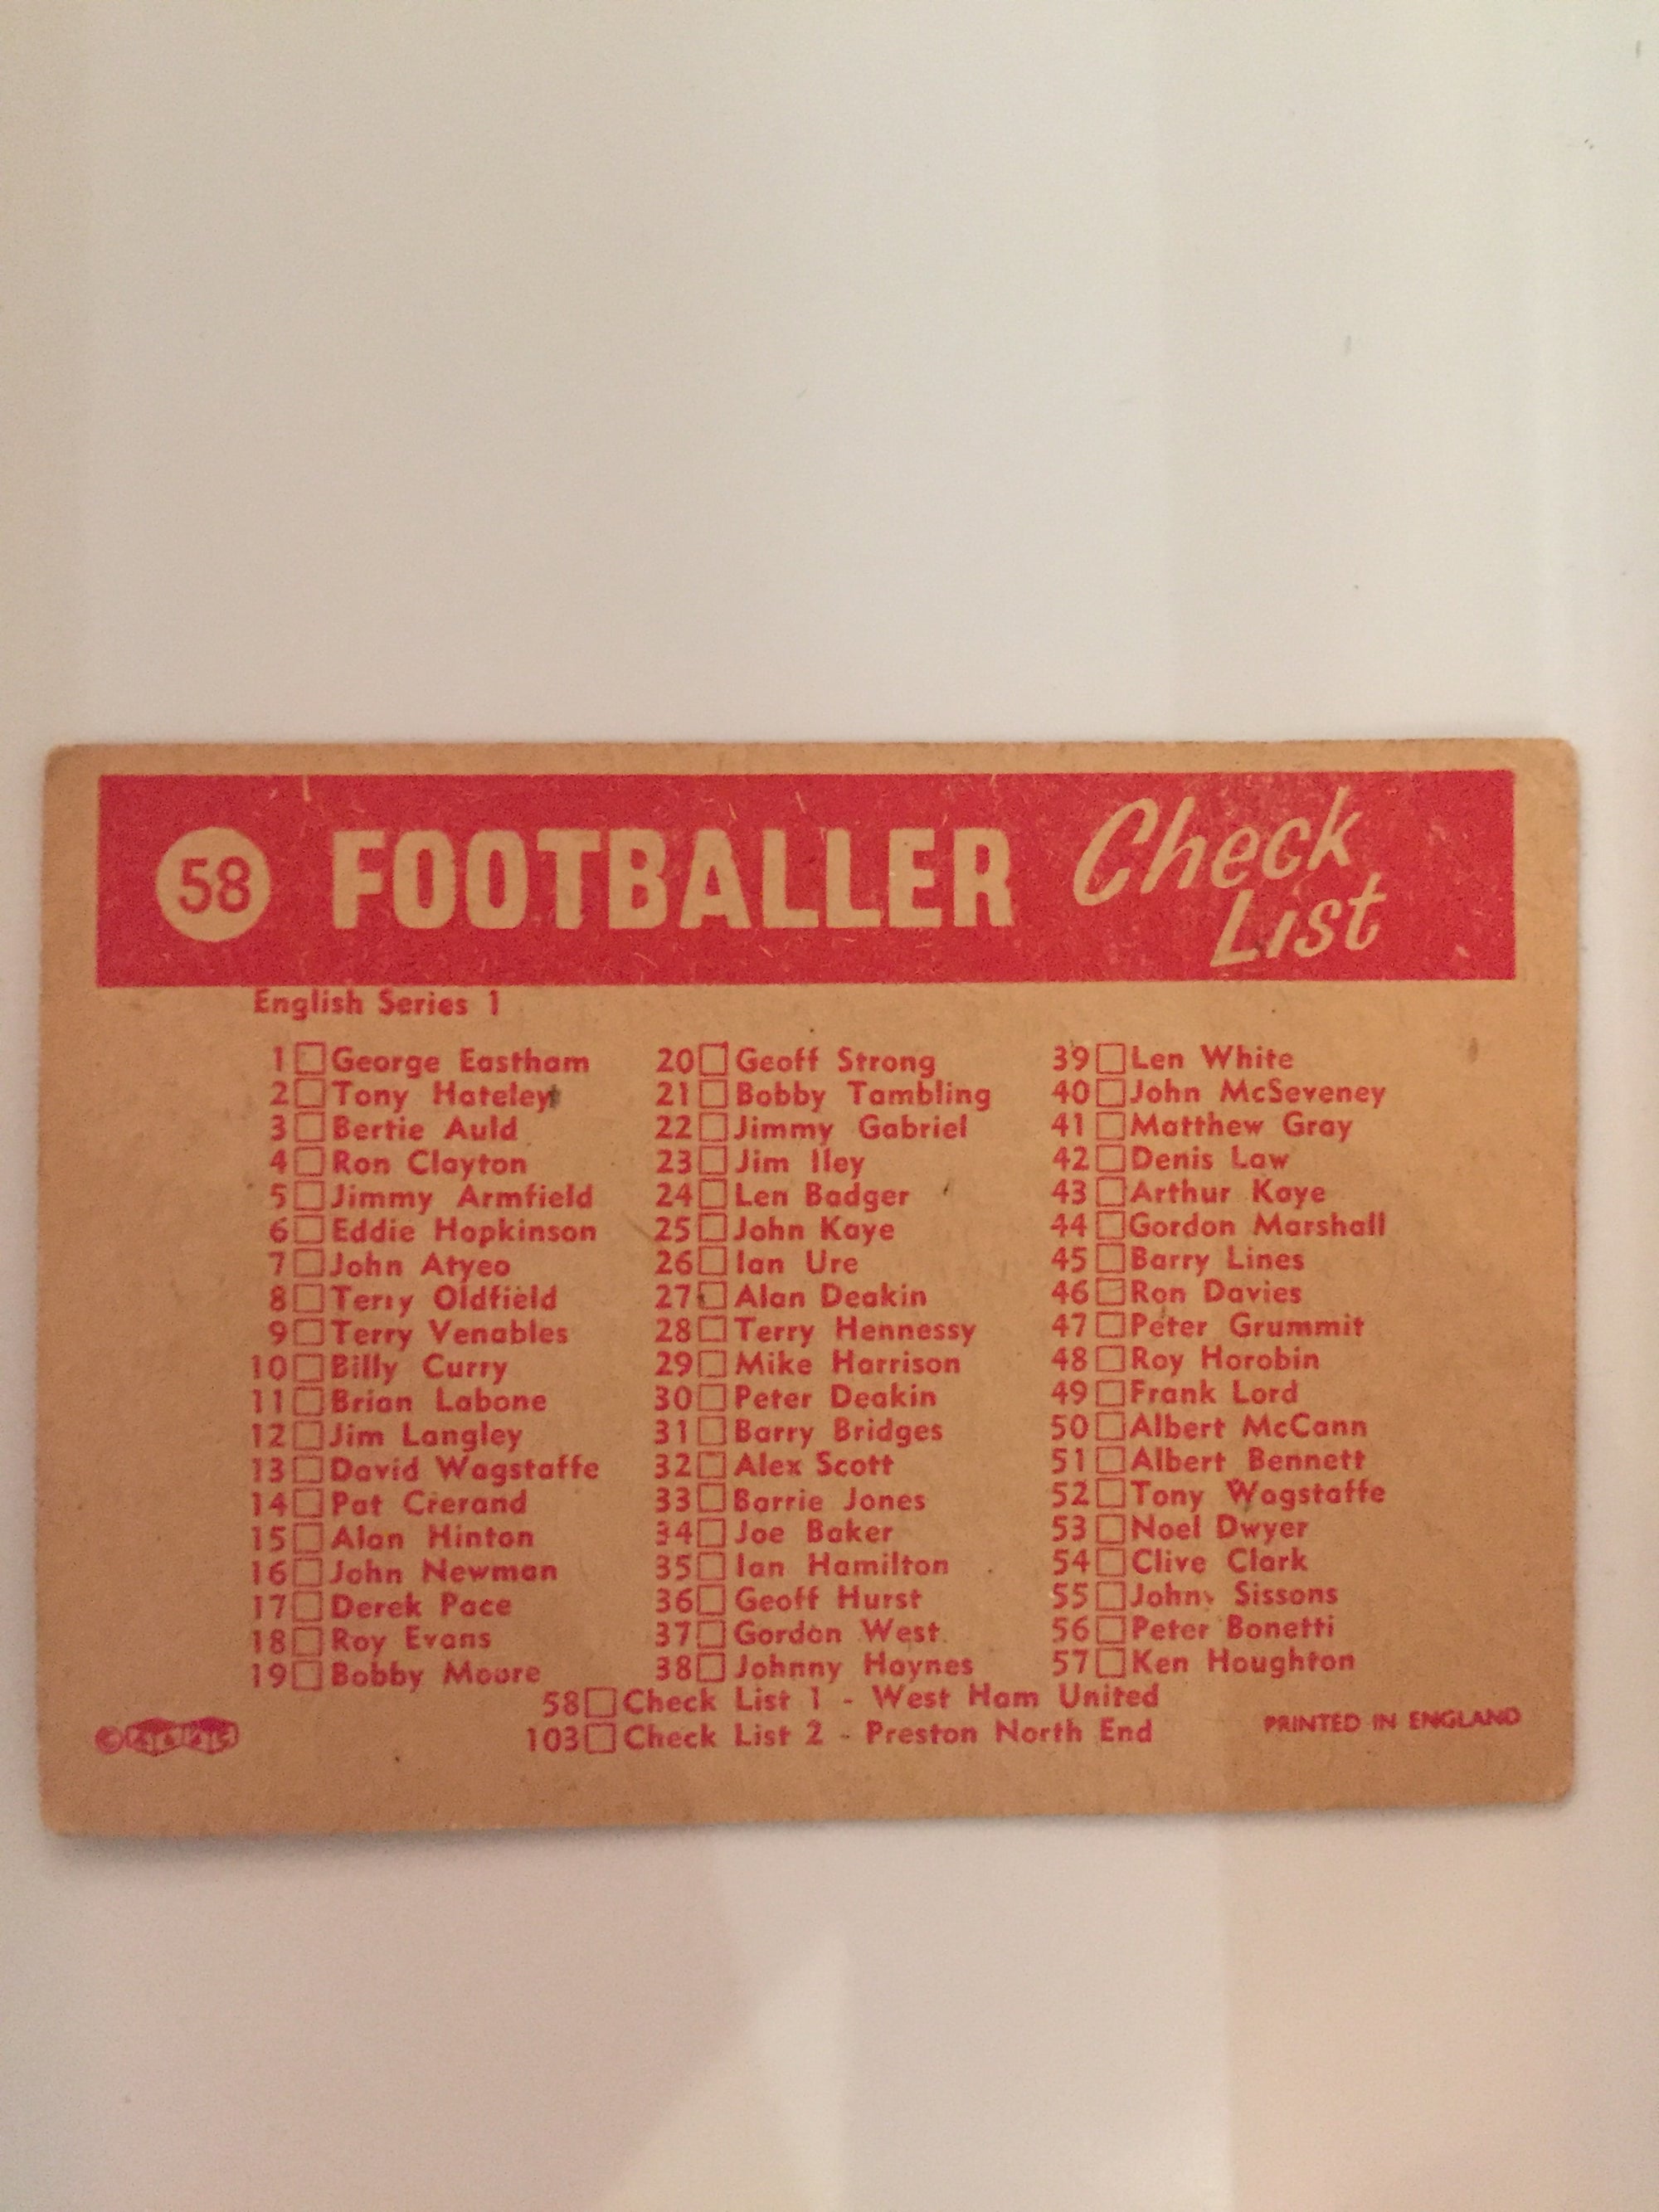 58 FOOTBALLER Check List
English Series 1
1 George Eastham
2 Tony Hateley
3 Bertie Auld
4 Ron Clayton
5 Jimmy Armfield
6 Eddie Hopkinson
7 John Atyeo
8 Terry Oldfield
9 Terry Venables
10 Billy Curry
11 Brian Labone
12 Jim Langley
13 David Wagstaffe
14 Pat Crerand
15 Alan Hinton
16 John Newman
17 Derek Pace
18 Roy Evans
19 Bobby Moore
20 Geoff Strong
21 Bobby Tambling
22 Jimmy Gabriel
23 Jim Iley
24 Len Badger
25 John Kaye
26 Ian Ure
27 Alan Deakin
28 Terry Hennessy
29 Mike Harrison
30 Peter Deakin
31 Barry Bridges
32 Alex Scott
33 Barrie Jones
34 Joe Baker
35 Ian Hamilton
36 Geoff Hurst
37 Gordon West
38 Johnny Haynes
39 Len White
40 John McSeveney
41 Matthew Gray
42 Denis Law
43 Arthur Kaye
44 Gordon Marshall
45 Barry Lines
46 Ron Davies
47 Peter Grummit
48 Roy Horobin
49 Frank Lord
50 Albert McCann
51 Albert Bennett
52 Tony Wagstaffe
53 Noel Dwyer
54 Clive Clark
55 John Sissons
56 Peter Bonetti
57 Ken Houghton
58 Check List 1 - West Ham United
103 Check List 2 - Preston North End
© A&BC
PRINTED IN ENGLAND